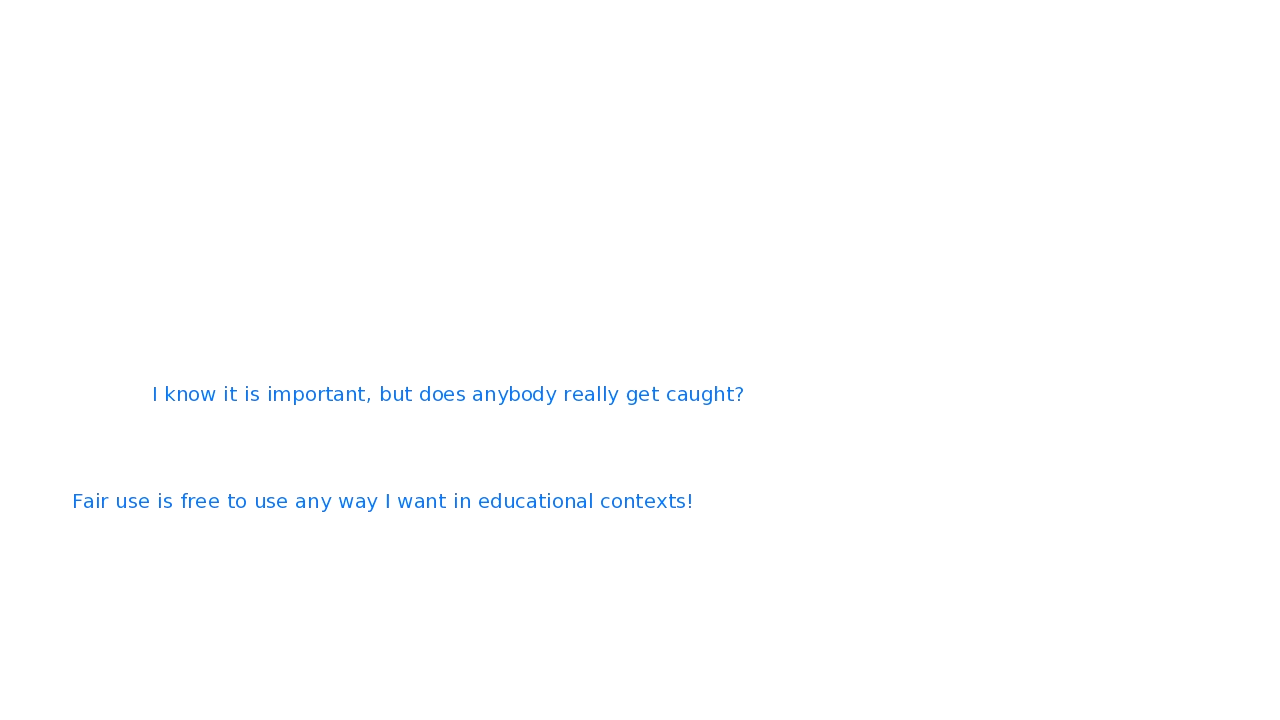 I know it is important, but does anybody really get caught?
Fair use is free to use any way I want in educational contexts!